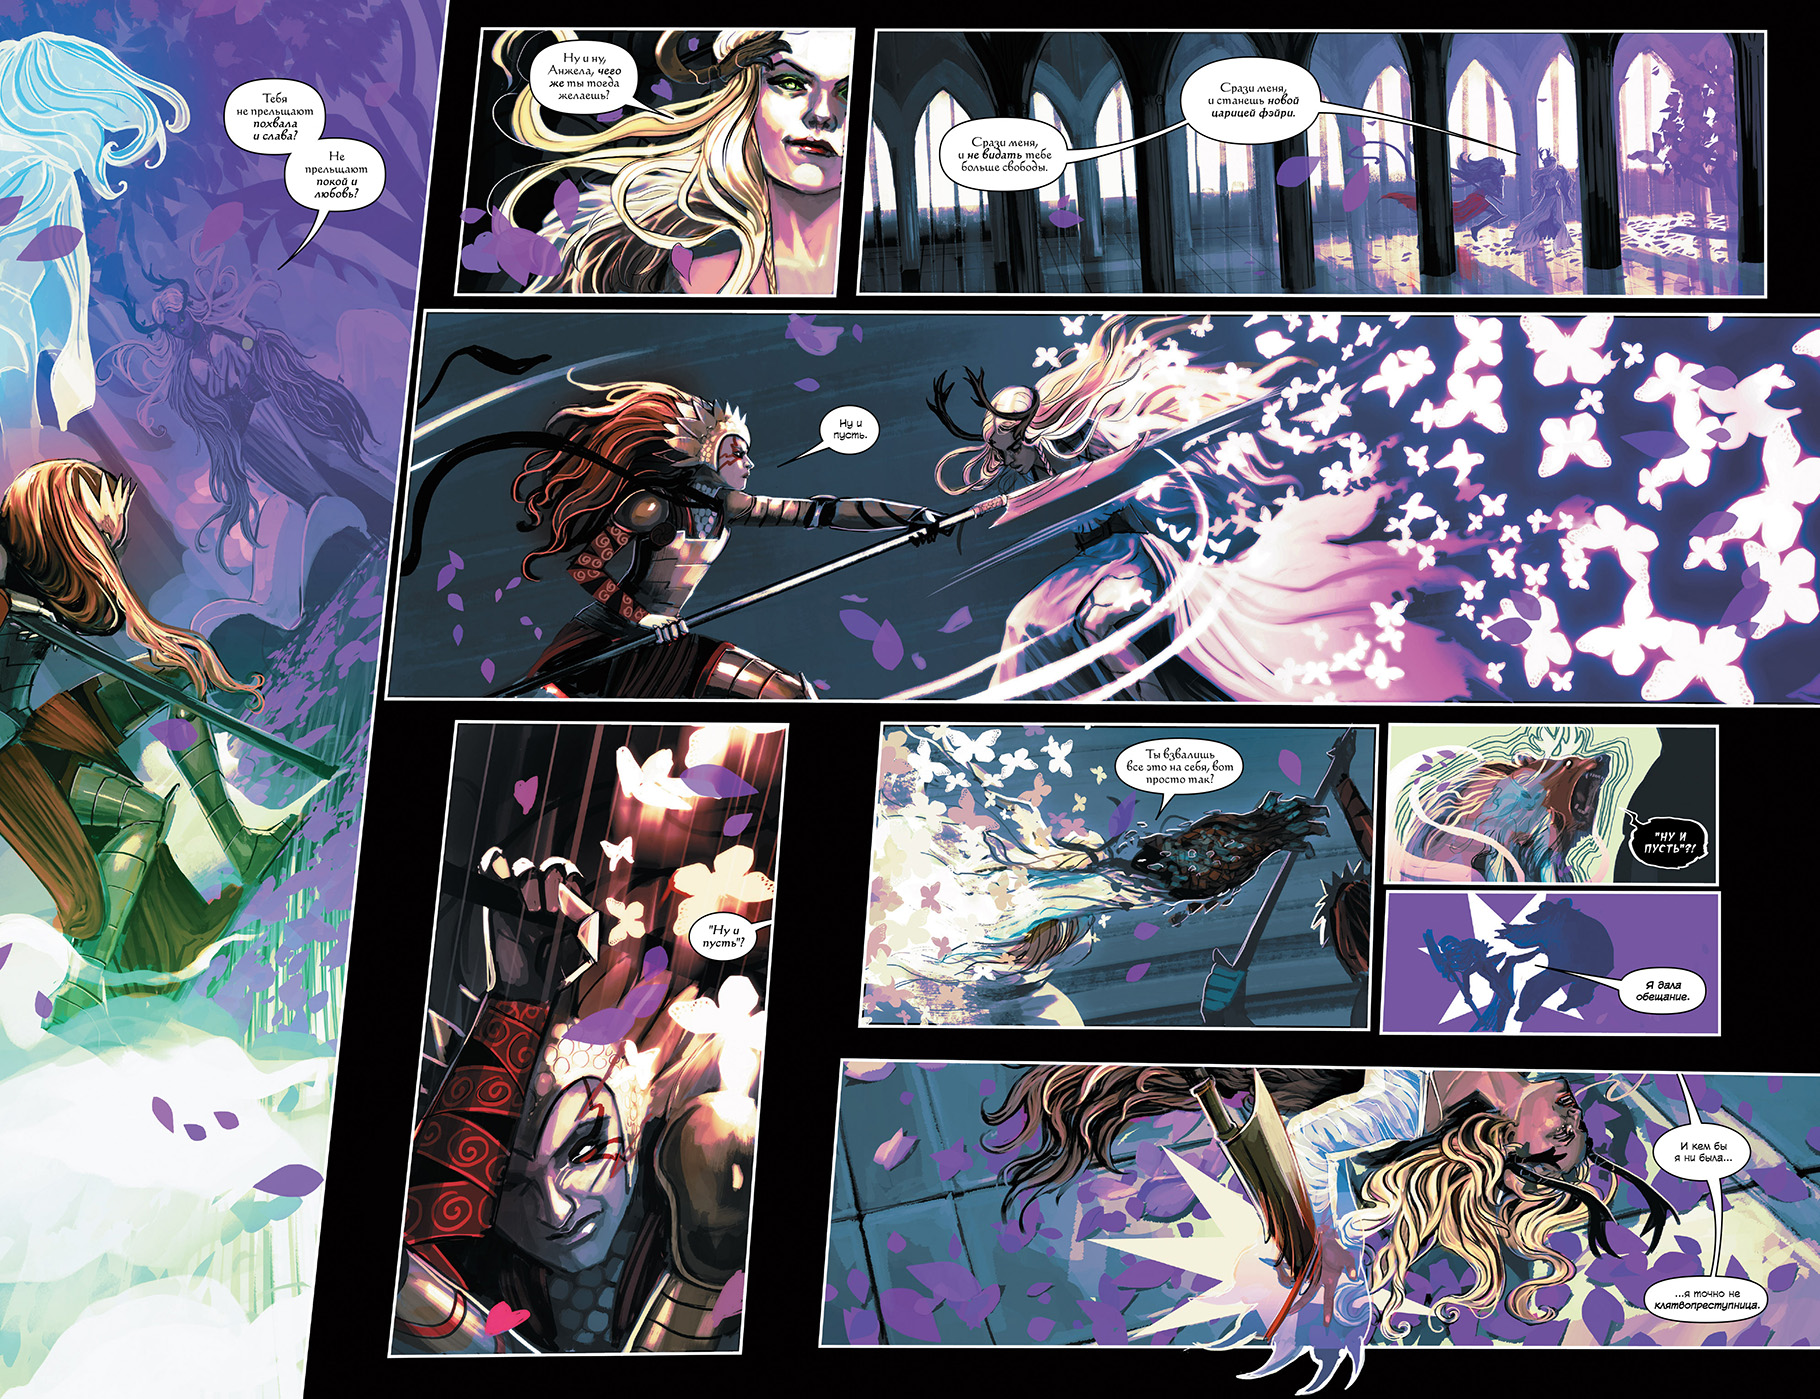 Тебя
не прельщают
похвала
и слава?
Не
прельщают
покой и
любовь?
Ну и ну,
Анжела, чего
же ты тогда
желаешь?
Срази меня,
и станешь новой
царицей фэйри.
Срази меня,
и не видать тебе
больше свободы.
Ну и
пусть.
"Ну и
пусть"?
Ты взвалишь
все это на себя, вот
просто так?
"НУ И
ПУСТЬ"?!
Я дала
обещание.
И кем бы
я ни была...
...я точно не
клятвопреступница.